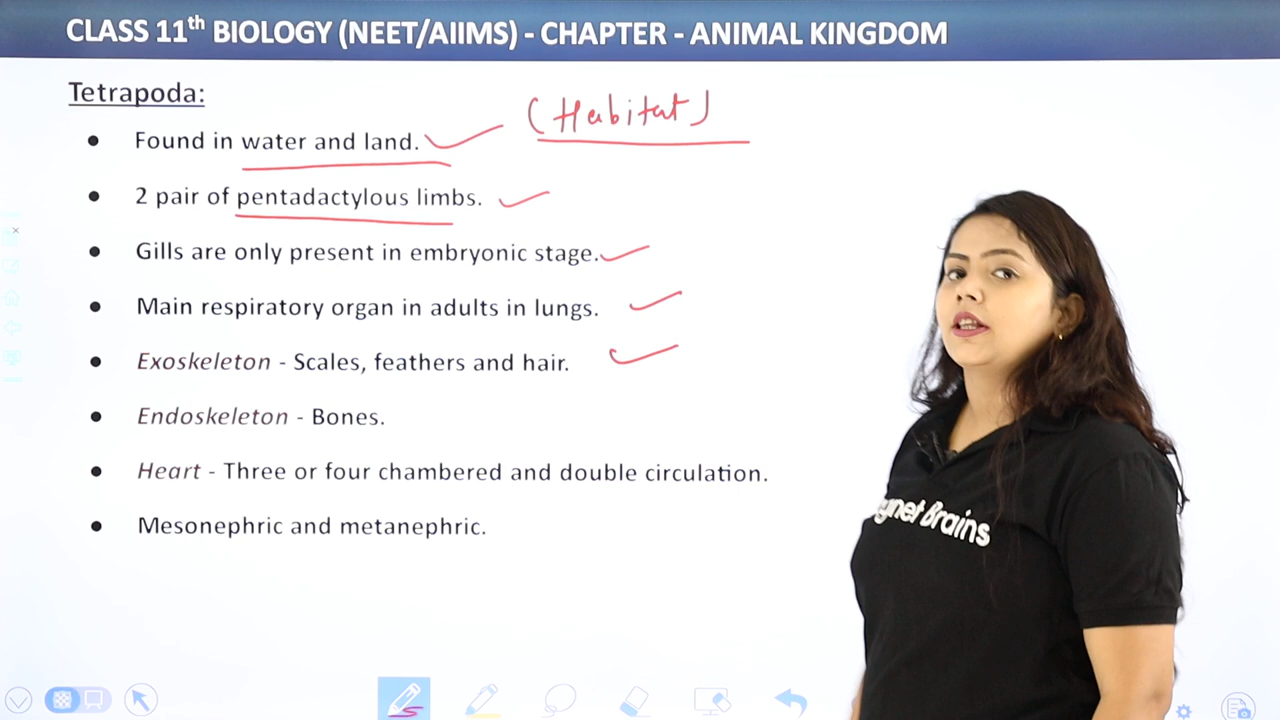 CLASS 11th BIOLOGY (NEET/AIIMS) - CHAPTER - ANIMAL KINGDOM
Tetrapoda:
(Habitat)
• Found in water and land.
• 2 pair of pentadactylous limbs.
• Gills are only present in embryonic stage.
• Main respiratory organ in adults in lungs.
• Exoskeleton - Scales, feathers and hair.
• Endoskeleton - Bones.
• Heart - Three or four chambered and double circulation.
• Mesonephric and metanephric.
Brains